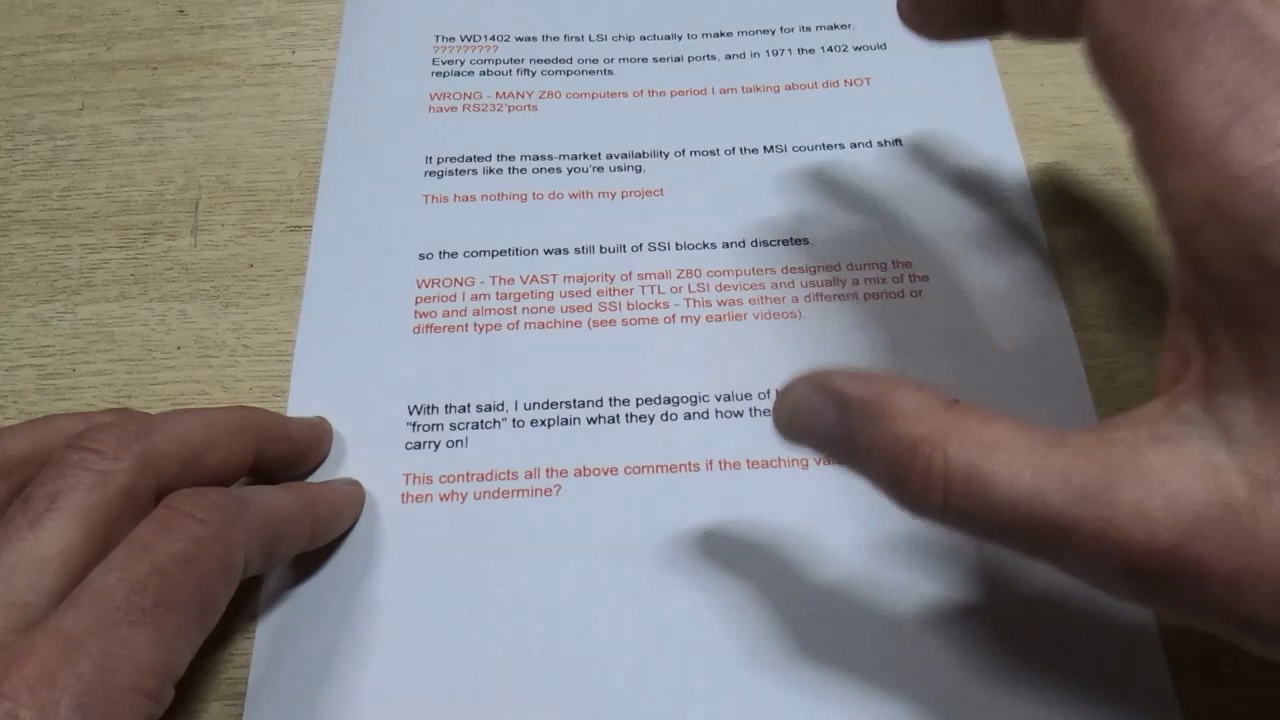 The WD1402 was the first LSI chip actually to make money for its maker.
?????????
Every computer needed one or more serial ports, and in 1971 the 1402 would
replace about fifty components.
WRONG - MANY Z80 computers of the period I am talking about did NOT
have RS232 ports
It predated the mass-market availability of most of the MSI counters and shift
registers like the ones you're using,
This has nothing to do with my project
so the competition was still built of SSI blocks and discretes.
WRONG - The VAST majority of small Z80 computers designed during the
period I am targeting used either TTL or LSI devices and usually a mix of the
two and almost none used SSI blocks - This was either a different period or
different type of machine (see some of my earlier videos).
With that said, I understand the pedagogic value of
"from scratch" to explain what they do and how
carry on!
This contradicts all the above comments if the teaching
then why undermine?